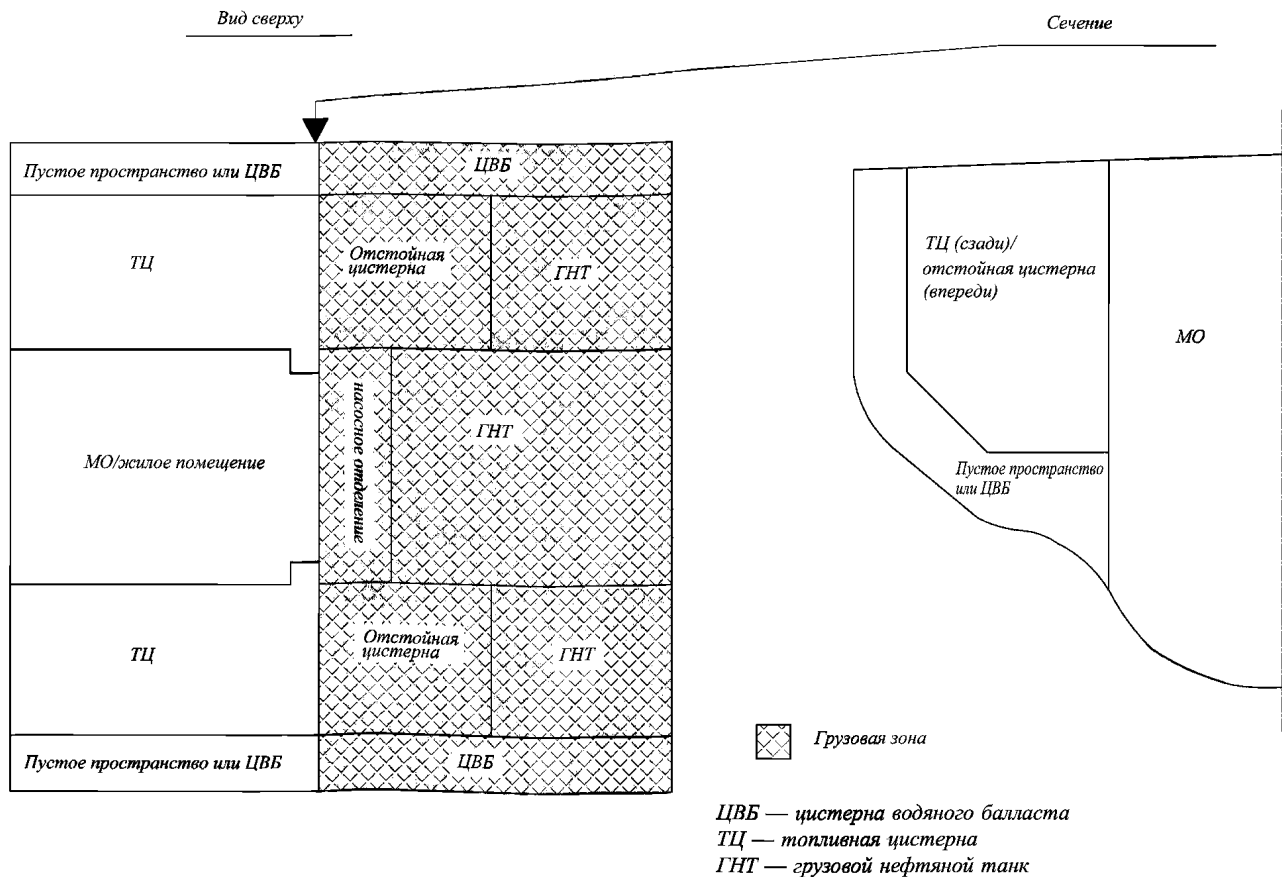 Вид сверху
Сечение
Пустое пространство или ЦВБ
ЦВБ
ТЦ
Отстойная
цистерна
ГНТ
МО/жилое помещение
насосное отделение
ГНТ
ТЦ
Отстойная
цистерна
ГНТ
Пустое пространство или ЦВБ
ЦВБ
ТЦ (сзади)/
отстойная цистерна
(впереди)
МО
Пустое пространство
или ЦВБ
Грузовая зона
ЦВБ — цистерна водяного балласта
ТЦ — топливная цистерна
ГНТ — грузовой нефтяной танк